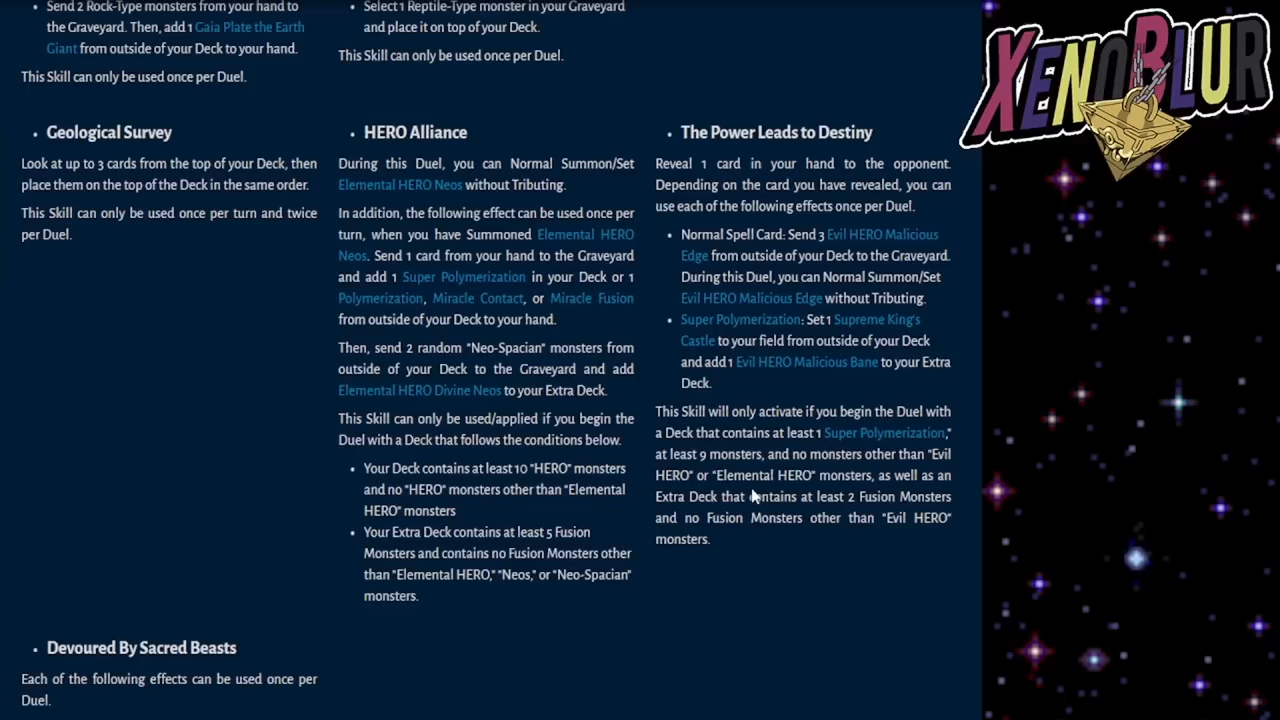 Send 2 Rock-Type monsters from your hand to
the Graveyard. Then, add 1 Gaia Plate the Earth
Giant from outside of your Deck to your hand.
This Skill can only be used once per Duel.
Select 1 Reptile-Type monster in your Graveyard
and place it on top of your Deck.
This Skill can only be used once per Duel.
XENOBLUR
Geological Survey
Look at up to 3 cards from the top of your Deck, then
place them on the top of the Deck in the same order.
This Skill can only be used once per turn and twice
per Duel.
HERO Alliance
During this Duel, you can Normal Summon/Set
Elemental HERO Neos without Tributing.
In addition, the following effect can be used once per
turn, when you have Summoned Elemental HERO
Neos. Send 1 card from your hand to the Graveyard
and add 1 Super Polymerization in your Deck or 1
Polymerization, Miracle Contact, or Miracle Fusion
from outside of your Deck to your hand.
Then, send 2 random "Neo-Spacian" monsters from
outside of your Deck to the Graveyard and add
Elemental HERO Divine Neos to your Extra Deck.
This Skill can only be used/applied if you begin the
Duel with a Deck that follows the conditions below.
Your Deck contains at least 10 "HERO" monsters
and no "HERO" monsters other than "Elemental
HERO" monsters
Your Extra Deck contains at least 5 Fusion
Monsters and contains no Fusion Monsters other
than "Elemental HERO," "Neos," or "Neo-Spacian"
monsters.
The Power Leads to Destiny
Reveal 1 card in your hand to the opponent.
Depending on the card you have revealed, you can
use each of the following effects once per Duel.
Normal Spell Card: Send 3 Evil HERO Malicious
Edge from outside of your Deck to the Graveyard.
During this Duel, you can Normal Summon/Set
Evil HERO Malicious Edge without Tributing.
Super Polymerization: Set 1 Supreme King's
Castle to your field from outside of your Deck
and add 1 Evil HERO Malicious Bane to your Extra
Deck.
This Skill will only activate if you begin the Duel with
a Deck that contains at least 1 Super Polymerization,"
at least 9 monsters, and no monsters other than "Evil
HERO" or "Elemental HERO" monsters, as well as an
Extra Deck that contains at least 2 Fusion Monsters
and no Fusion Monsters other than "Evil HERO"
monsters.
Devoured By Sacred Beasts
Each of the following effects can be used once per
Duel.